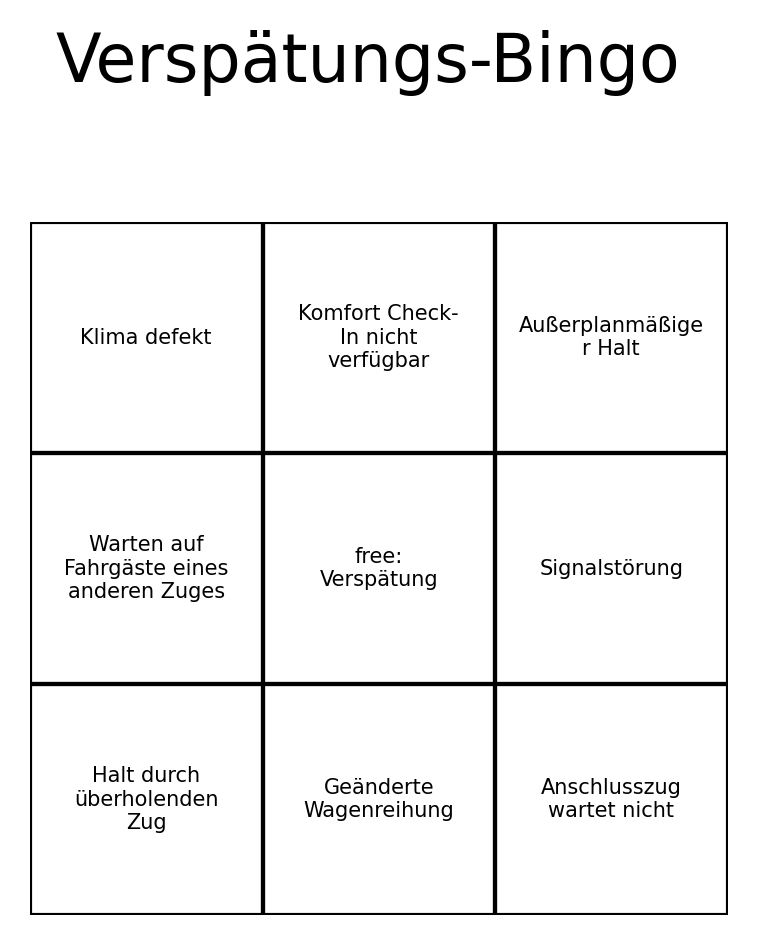 Verspätungs-Bingo
Klima defekt
Komfort Check-
In nicht
verfügbar
Außerplanmäßige
r Halt
Warten auf
Fahrgäste eines
anderen Zuges
free:
Verspätung
Signalstörung
Halt durch
überholenden
Zug
Geänderte
Wagenreihung
Anschlusszug
wartet nicht